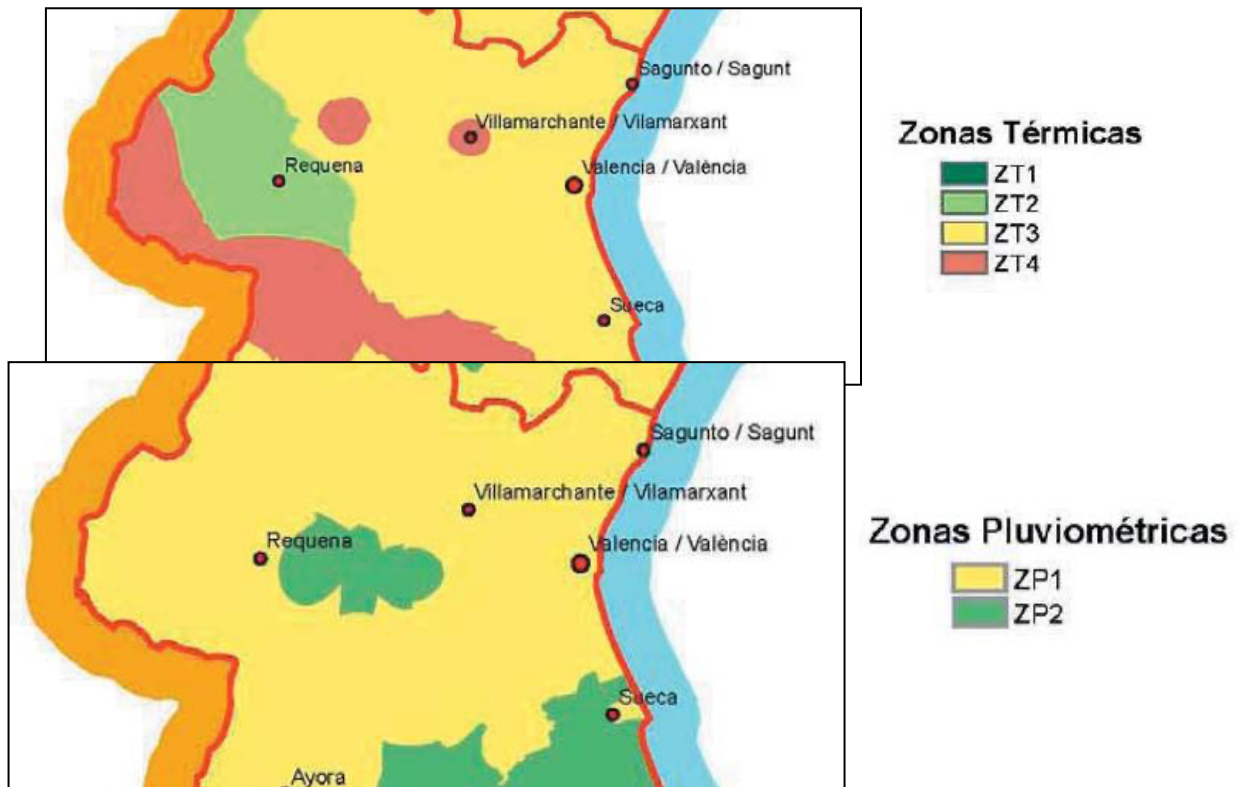 Sagunto / Sagunt
Villamarchante / Vilamarxant
Requena
Valencia / València
Sueca
Zonas Térmicas
ZT1
ZT2
ZT3
ZT4
Sagunto / Sagunt
Villamarchante / Vilamarxant
Requena
Valencia / València
Sueca
Ayora
Zonas Pluviométricas
ZP1
ZP2